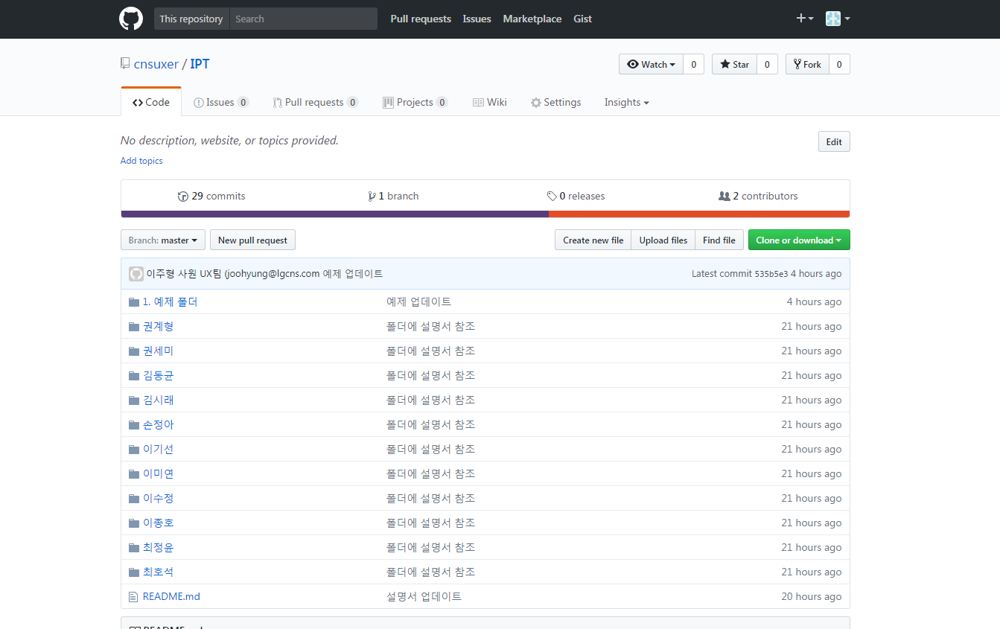 This repository Search Pull requests Issues Marketplace Gist
cnsuxer / IPT Watch 0 Star 0 Fork 0
Code Issues 0 Pull requests 0 Projects 0 Wiki Settings Insights
No description, website, or topics provided. Edit
Add topics
29 commits 1 branch 0 releases 2 contributors
Branch: master New pull request Create new file Upload files Find file Clone or download
이주형 사원 UX팀 (joohyung@lgcns.com 예제 업데이트 Latest commit 535b5e3 4 hours ago
1. 예제 폴더 예제 업데이트 4 hours ago
권계형 폴더에 설명서 참조 21 hours ago
권세미 폴더에 설명서 참조 21 hours ago
김동균 폴더에 설명서 참조 21 hours ago
김시래 폴더에 설명서 참조 21 hours ago
손정아 폴더에 설명서 참조 21 hours ago
이기선 폴더에 설명서 참조 21 hours ago
이미연 폴더에 설명서 참조 21 hours ago
이수정 폴더에 설명서 참조 21 hours ago
이종호 폴더에 설명서 참조 21 hours ago
최정윤 폴더에 설명서 참조 21 hours ago
최호석 폴더에 설명서 참조 21 hours ago
README.md 설명서 업데이트 20 hours ago
README.md